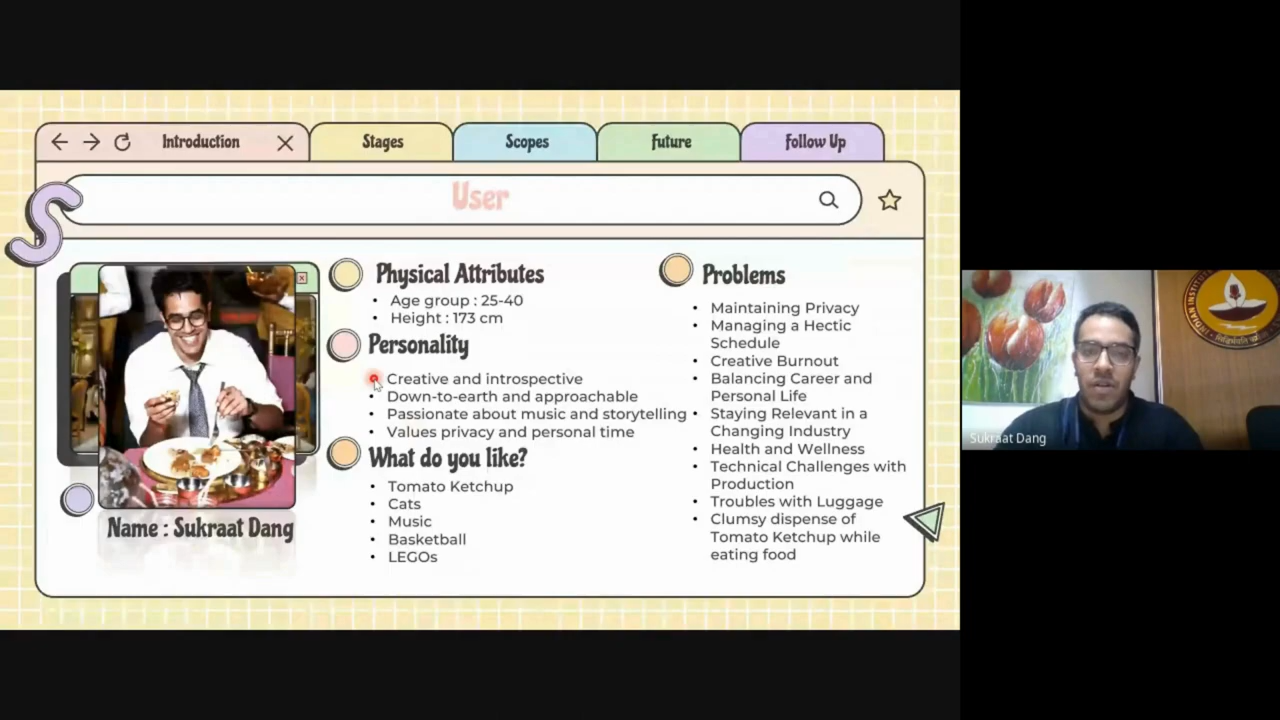 Introduction
Stages
Scopes
Future
Follow Up
S
User
Physical Attributes
• Age group : 25-40
• Height : 173 cm
Personality
• Creative and introspective
• Down-to-earth and approachable
• Passionate about music and storytelling
• Values privacy and personal time
What do you like?
• Tomato Ketchup
• Cats
• Music
• Basketball
• LEGOs
Name : Sukraat Dang
Problems
• Maintaining Privacy
• Managing a Hectic
Schedule
• Creative Burnout
• Balancing Career and
Personal Life
• Staying Relevant in a
Changing Industry
• Health and Wellness
• Technical Challenges with
Production
• Troubles with Luggage
• Clumsy dispense of
Tomato Ketchup while
eating food
Sukraat Dang
INDIAN